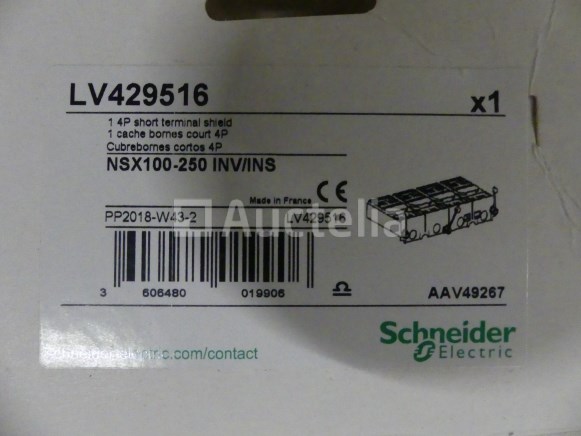 LV429516
x1
1 4P short terminal shield
1 cache bornes court 4P
Cubrebornes cortos 4P
NSX100-250 INV/INS
Made in France
CE
PP2018-W43-2
LV429516
Auctelia
3 606480 019906
AAV49267
Schneider
Electric
.com/contact